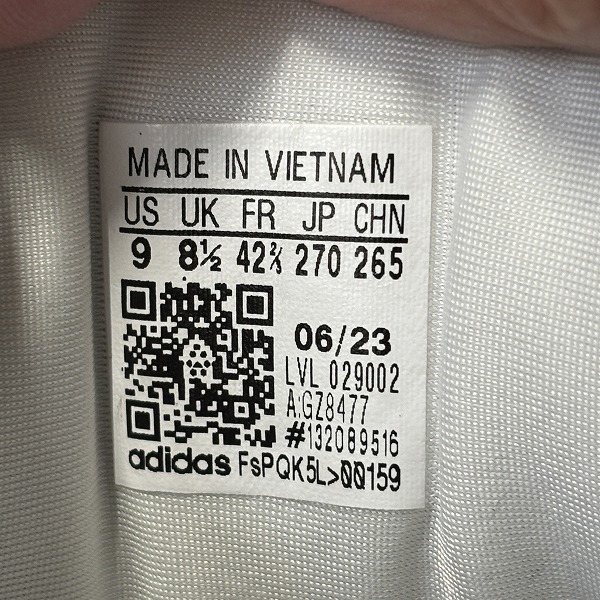 MADE IN VIETNAM
US UK FR JP CHN
9 8½ 42⅔ 270 265
06/23
LVL 029002
A:GZ8477
#132089516
adidas FsPQK5L>00159